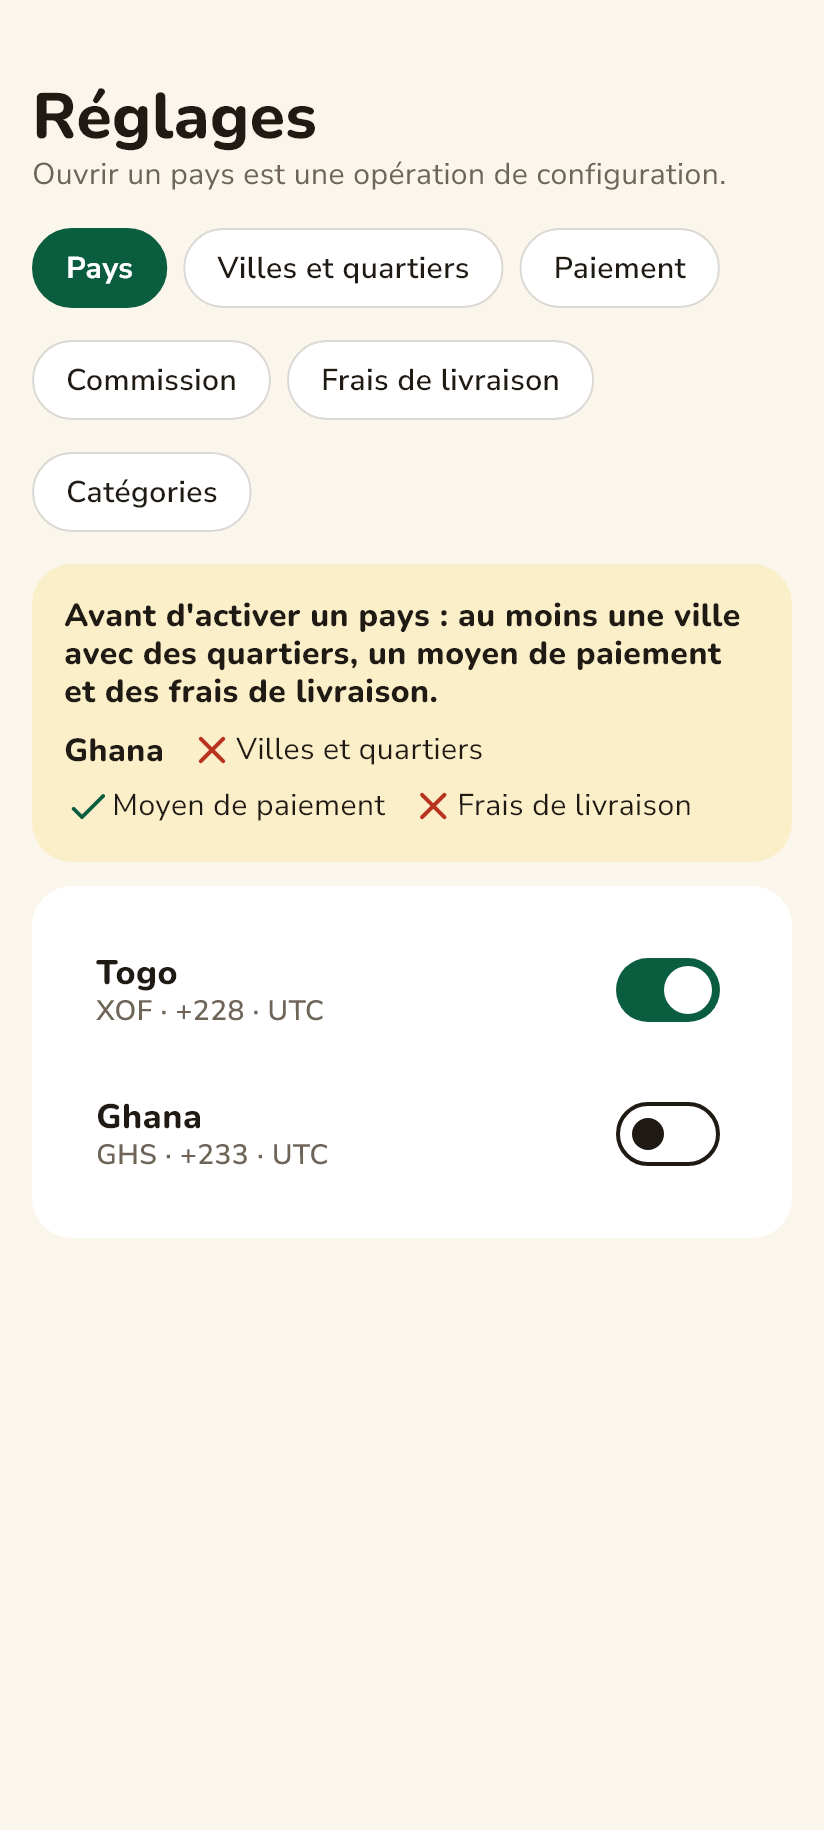 Réglages
Ouvrir un pays est une opération de configuration.
Pays
Villes et quartiers
Paiement
Commission
Frais de livraison
Catégories
Avant d'activer un pays : au moins une ville
avec des quartiers, un moyen de paiement
et des frais de livraison.
Ghana Villes et quartiers
Moyen de paiement Frais de livraison
Togo
XOF · +228 · UTC
Ghana
GHS · +233 · UTC